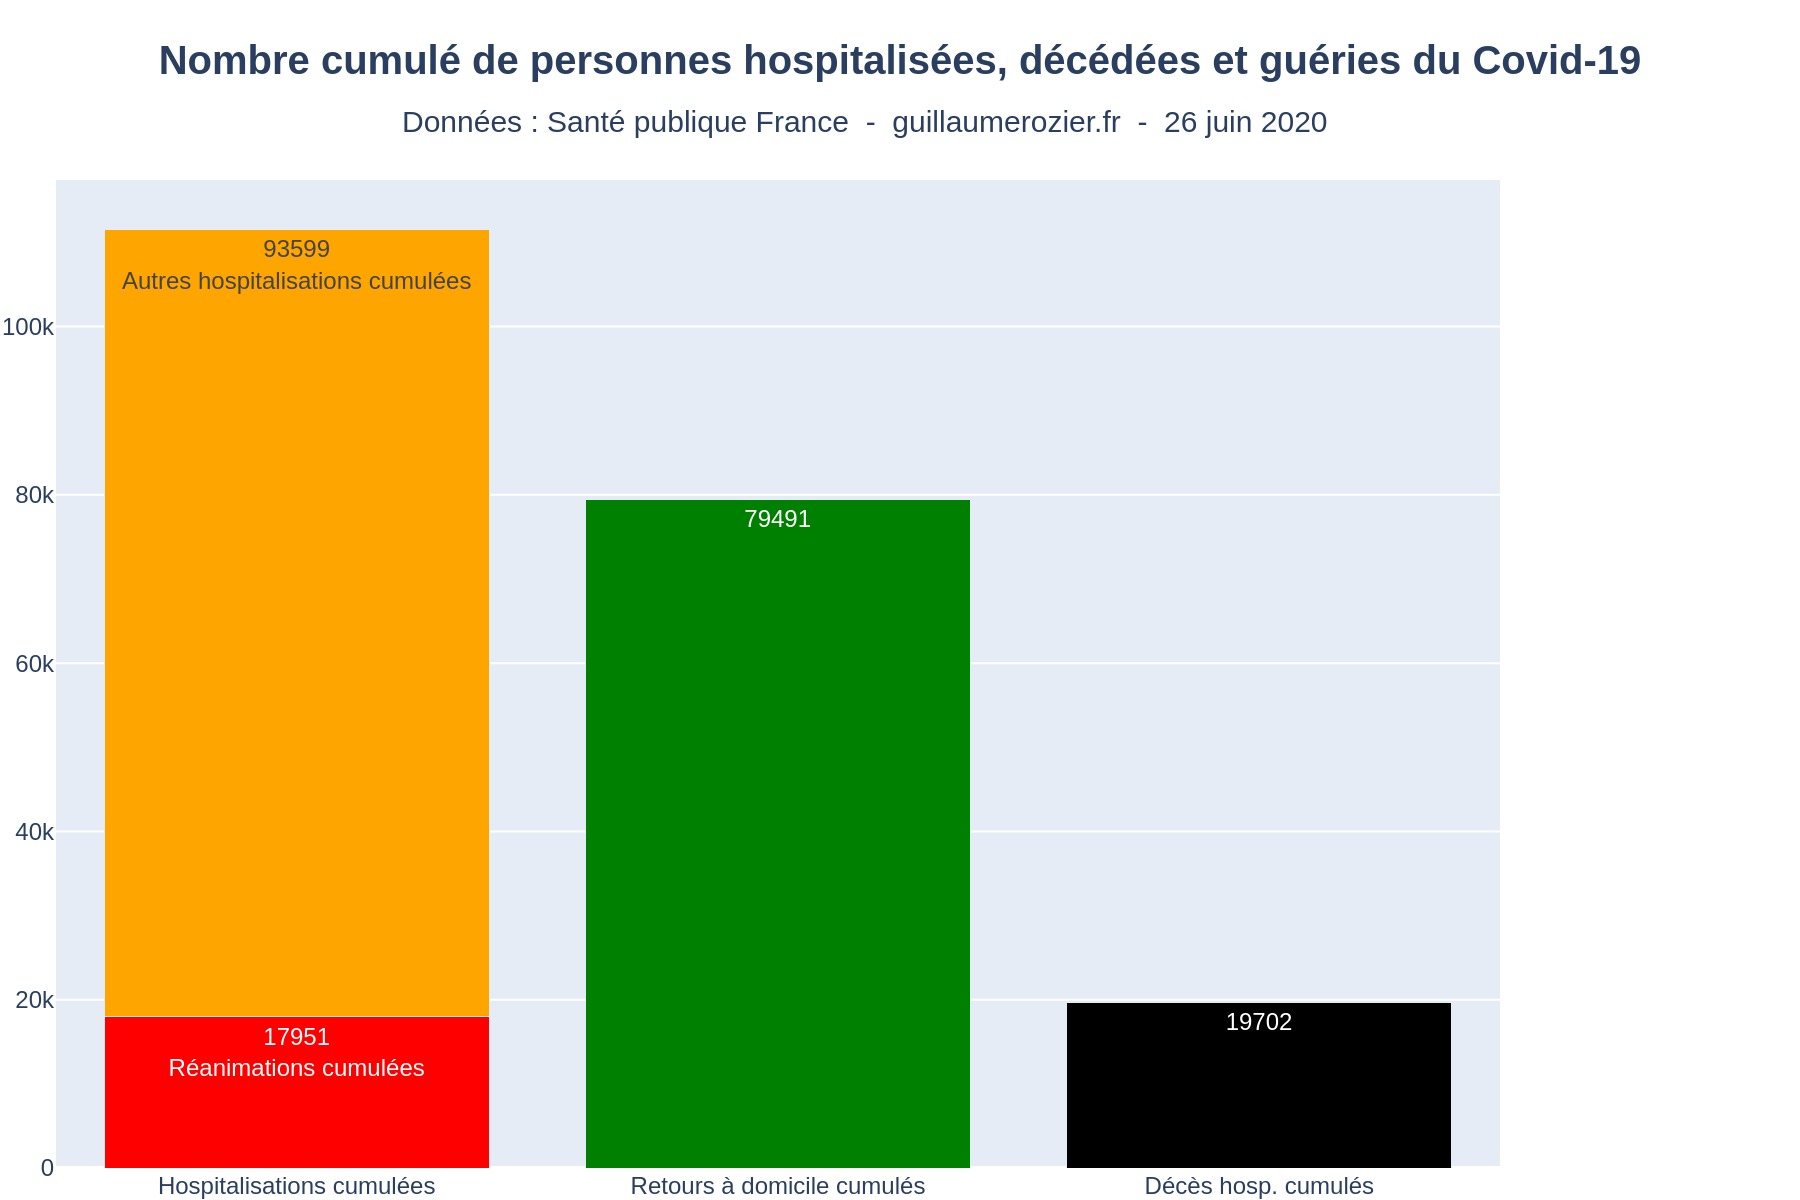 Nombre cumulé de personnes hospitalisées, décédées et guéries du Covid-19
Données : Santé publique France  -  guillaumerozier.fr  -  26 juin 2020
93599
Autres hospitalisations cumulées
100k
80k
79491
60k
40k
20k
17951
Réanimations cumulées
19702
0
Hospitalisations cumulées
Retours à domicile cumulés
Décès hosp. cumulés